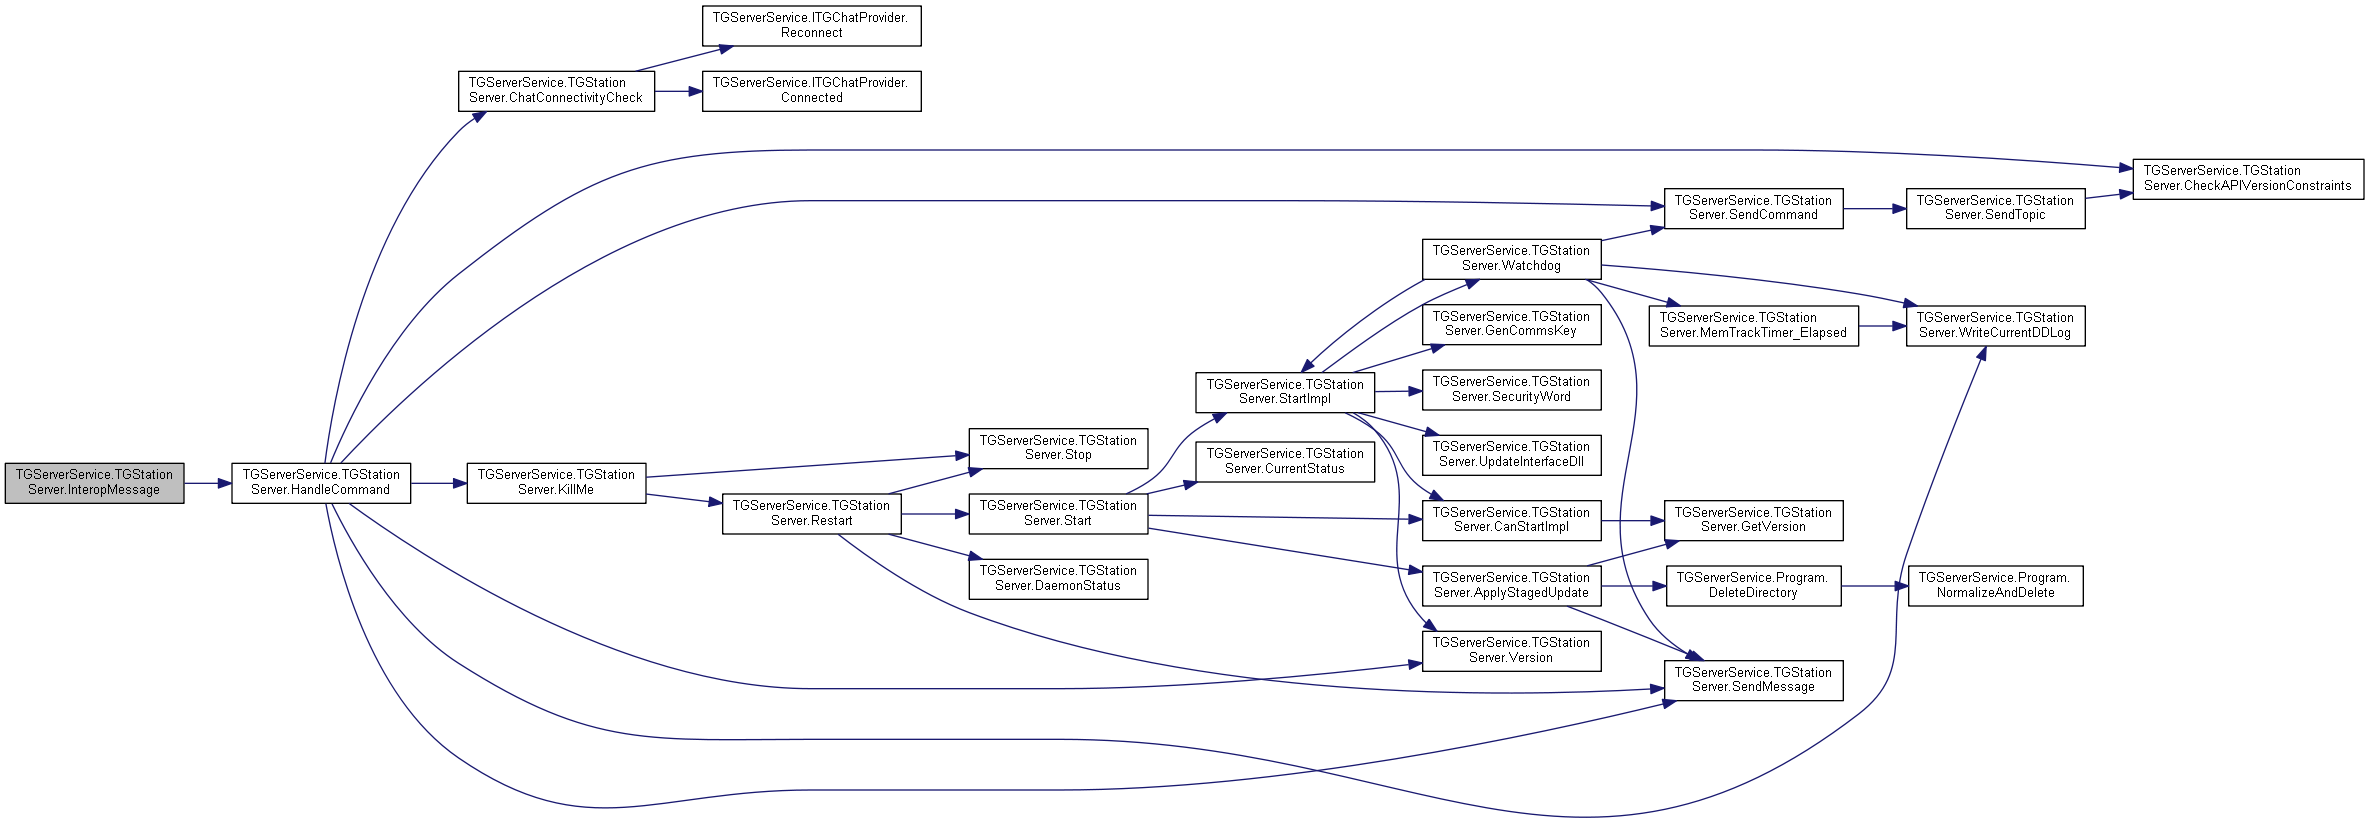 TGServerService.ITGChatProvider.
Reconnect
TGServerService.TGStation
Server.ChatConnectivityCheck
TGServerService.ITGChatProvider.
Connected
TGServerService.TGStation
Server.CheckAPIVersionConstraints
TGServerService.TGStation
Server.SendCommand
TGServerService.TGStation
Server.SendTopic
TGServerService.TGStation
Server.Watchdog
TGServerService.TGStation
Server.GenCommsKey
TGServerService.TGStation
Server.MemTrackTimer_Elapsed
TGServerService.TGStation
Server.WriteCurrentDDLog
TGServerService.TGStation
Server.StartImpl
TGServerService.TGStation
Server.SecurityWord
TGServerService.TGStation
Server.Stop
TGServerService.TGStation
Server.CurrentStatus
TGServerService.TGStation
Server.UpdateInterfaceDll
TGServerService.TGStation
Server.InteropMessage
TGServerService.TGStation
Server.HandleCommand
TGServerService.TGStation
Server.KillMe
TGServerService.TGStation
Server.Restart
TGServerService.TGStation
Server.Start
TGServerService.TGStation
Server.CanStartImpl
TGServerService.TGStation
Server.GetVersion
TGServerService.TGStation
Server.DaemonStatus
TGServerService.TGStation
Server.ApplyStagedUpdate
TGServerService.Program.
DeleteDirectory
TGServerService.Program.
NormalizeAndDelete
TGServerService.TGStation
Server.Version
TGServerService.TGStation
Server.SendMessage